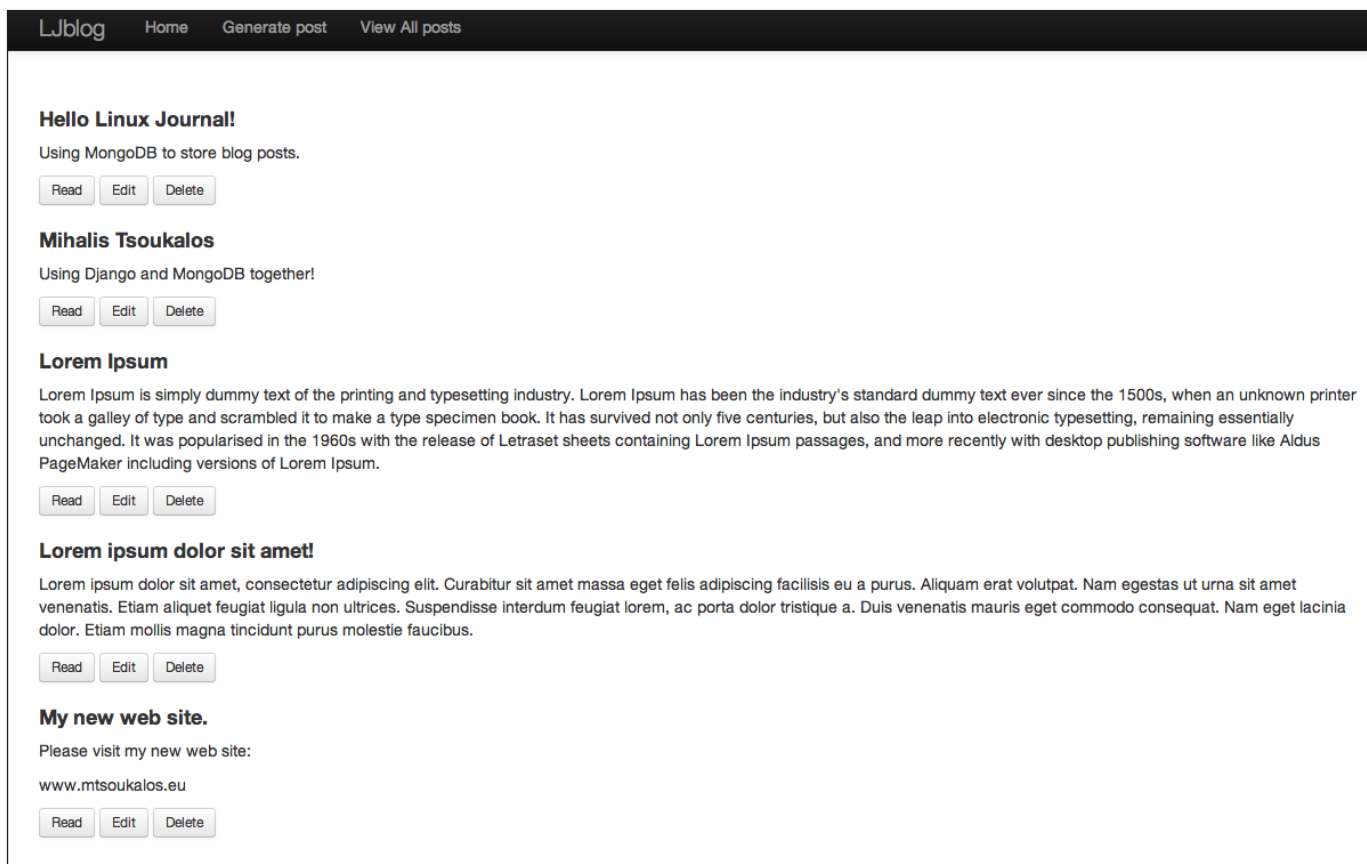 LJblog Home Generate post View All posts
Hello Linux Journal!
Using MongoDB to store blog posts.
Read Edit Delete
Mihalis Tsoukalos
Using Django and MongoDB together!
Read Edit Delete
Lorem Ipsum
Lorem Ipsum is simply dummy text of the printing and typesetting industry. Lorem Ipsum has been the industry's standard dummy text ever since the 1500s, when an unknown printer
took a galley of type and scrambled it to make a type specimen book. It has survived not only five centuries, but also the leap into electronic typesetting, remaining essentially
unchanged. It was popularised in the 1960s with the release of Letraset sheets containing Lorem Ipsum passages, and more recently with desktop publishing software like Aldus
PageMaker including versions of Lorem Ipsum.
Read Edit Delete
Lorem ipsum dolor sit amet!
Lorem ipsum dolor sit amet, consectetur adipiscing elit. Curabitur sit amet massa eget felis adipiscing facilisis eu a purus. Aliquam erat volutpat. Nam egestas ut urna sit amet
venenatis. Etiam aliquet feugiat ligula non ultrices. Suspendisse interdum feugiat lorem, ac porta dolor tristique a. Duis venenatis mauris eget commodo consequat. Nam eget lacinia
dolor. Etiam mollis magna tincidunt purus molestie faucibus.
Read Edit Delete
My new web site.
Please visit my new web site:
www.mtsoukalos.eu
Read Edit Delete